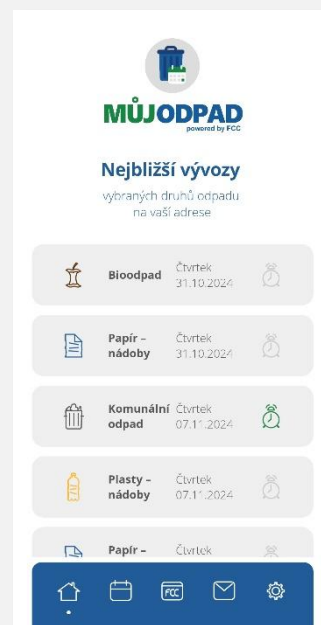 MŮJODPAD
powered by FCC
Nejbližší vývozy
vybraných druhů odpadu
na vaší adrese
Bioodpad
Čtvrtek
31.10.2024
Papír –
nádoby
Čtvrtek
31.10.2024
Komunální
odpad
Čtvrtek
07.11.2024
Plasty –
nádoby
Čtvrtek
07.11.2024
Papír –
Čtvrtek
FCC